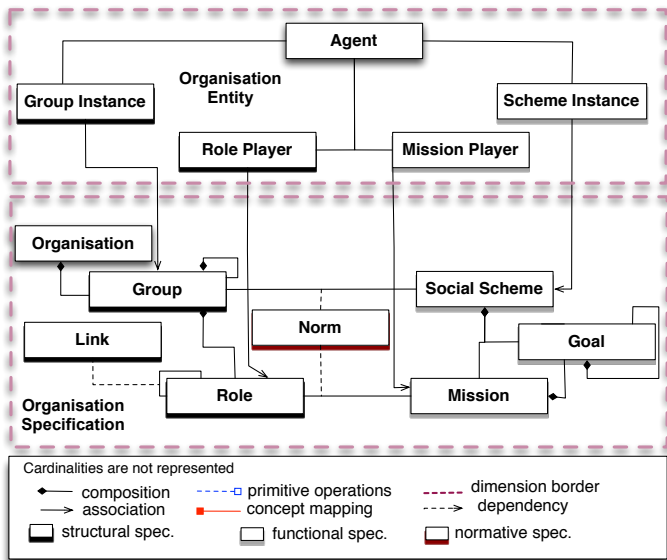 Agent
Organisation
Entity
Group Instance
Scheme Instance
Role Player
Mission Player
Organisation
Group
Social Scheme
Link
Norm
Goal
Role
Mission
Organisation
Specification
Cardinalities are not represented
composition
primitive operations
dimension border
association
concept mapping
dependency
structural spec.
functional spec.
normative spec.